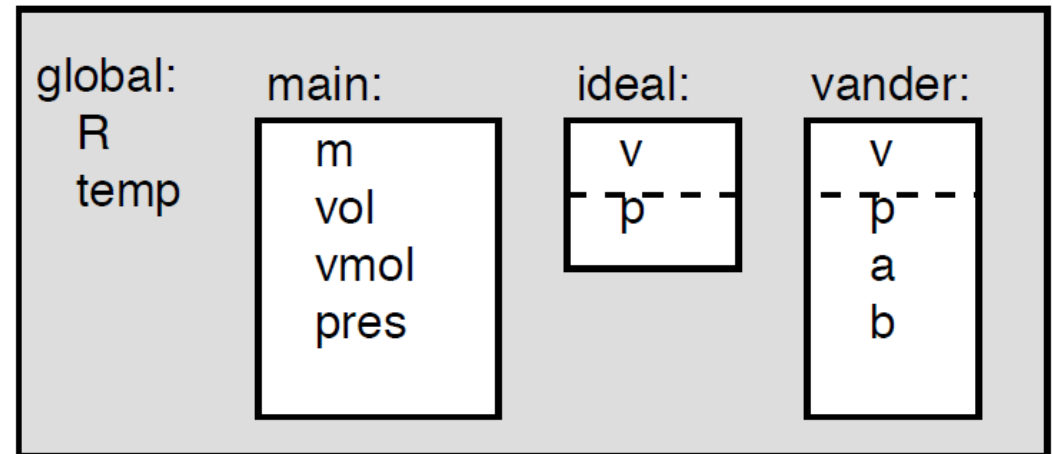 global:
R
temp
main:
m
vol
vmol
pres
ideal:
v
p
vander:
v
p
a
b